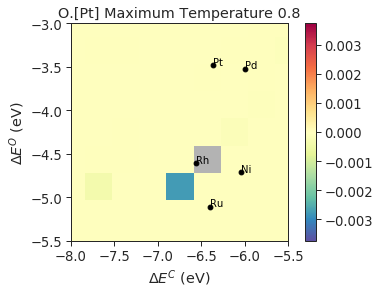 O.[Pt] Maximum Temperature 0.8
−3.0
−3.5
−4.0
−4.5
−5.0
−5.5
ΔE^O (eV)
Pt
Pd
Rh
Ni
Ru
−8.0 −7.5 −7.0 −6.5 −6.0 −5.5
ΔE^C (eV)
0.003
0.002
0.001
0.000
−0.001
−0.002
−0.003